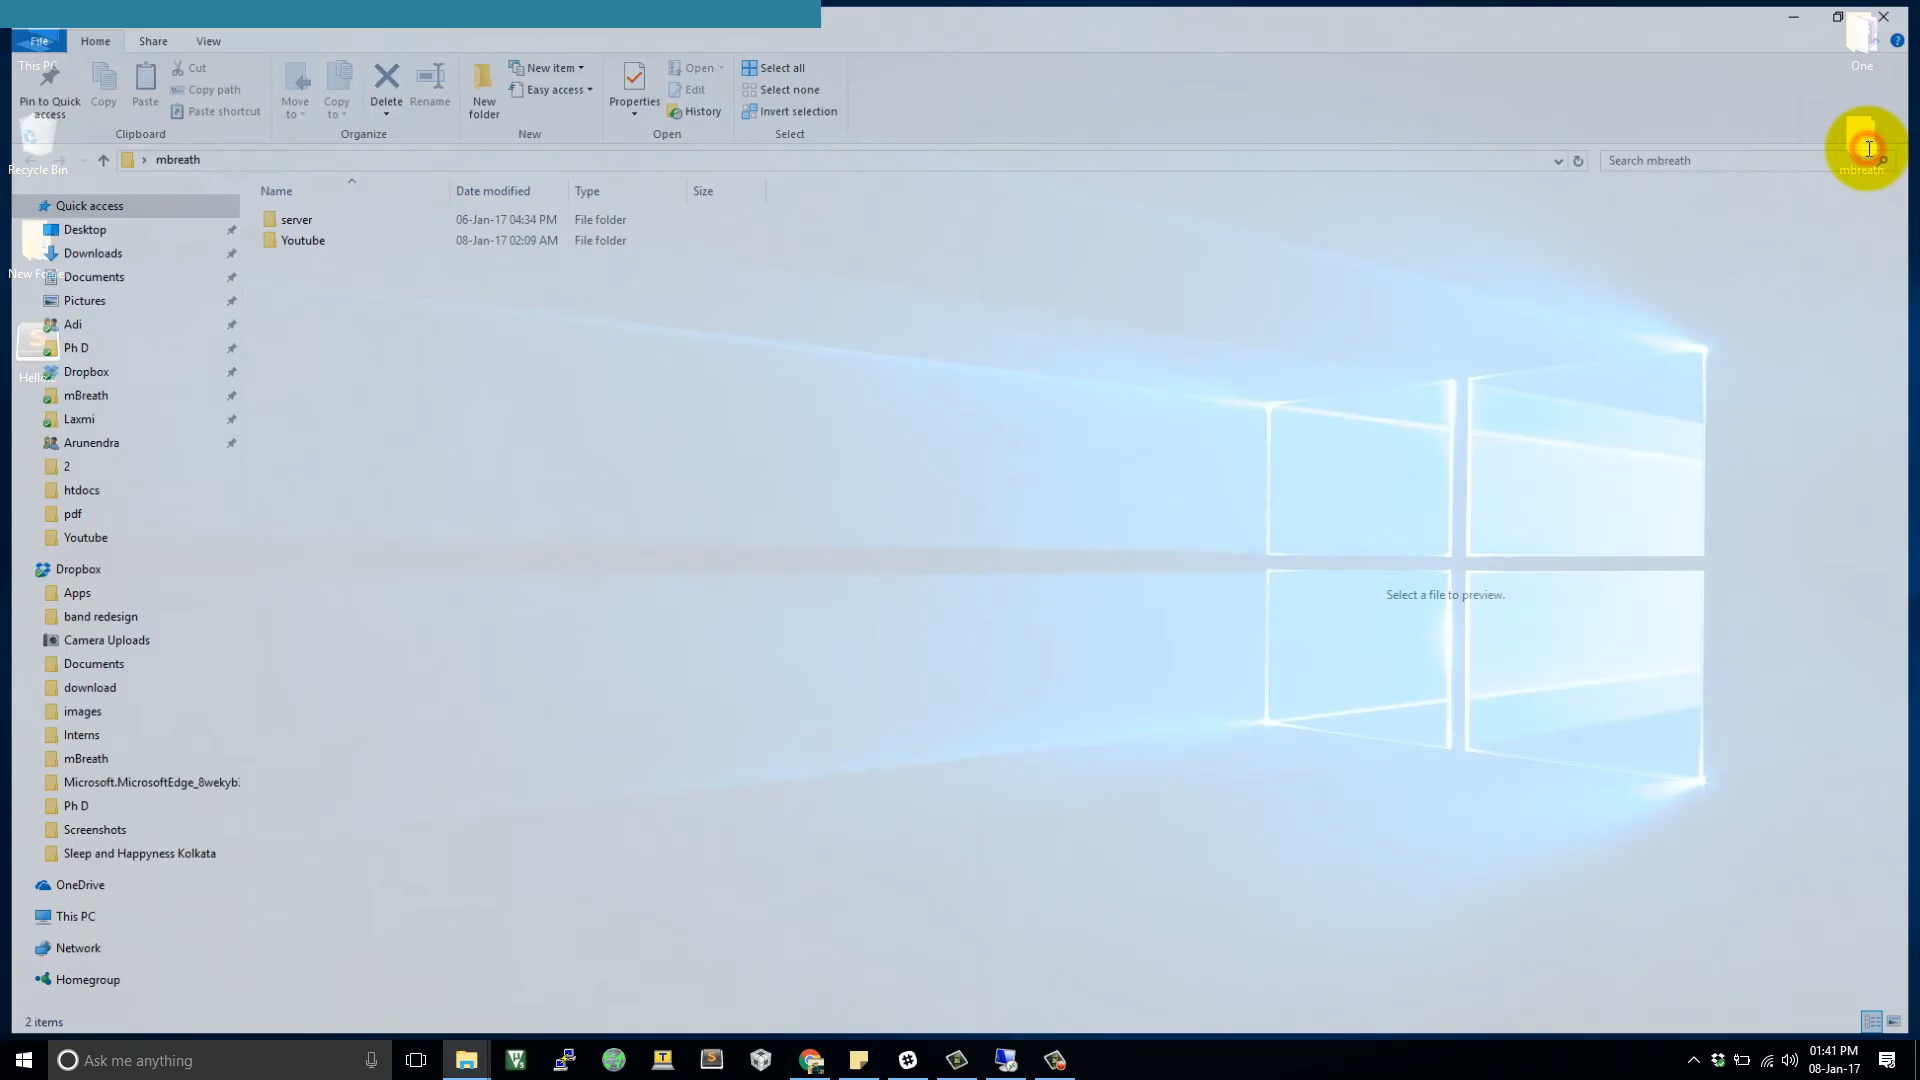 File Home Share View
This PC
One
Pin to Quick access
Copy
Paste
Cut
Copy path
Paste shortcut
Clipboard
Move to
Copy to
Delete
Rename
Organize
New folder
New item
Easy access
New
Properties
Open
Edit
History
Open
Select all
Select none
Invert selection
Select
mbreath
Search mbreath
mbreath
Recycle Bin
Name Date modified Type Size
server 06-Jan-17 04:34 PM File folder
Youtube 08-Jan-17 02:09 AM File folder
Quick access
Desktop
Downloads
New
Documents
Pictures
Adi
Ph D
Dropbox
mBreath
Laxmi
Arunendra
2
htdocs
pdf
Youtube
Dropbox
Apps
band redesign
Camera Uploads
Documents
download
images
Interns
mBreath
Microsoft.MicrosoftEdge_8wekyb
Ph D
Screenshots
Sleep and Happyness Kolkata
OneDrive
This PC
Network
Homegroup
Select a file to preview.
2 items
Ask me anything
01:41 PM
08-Jan-17